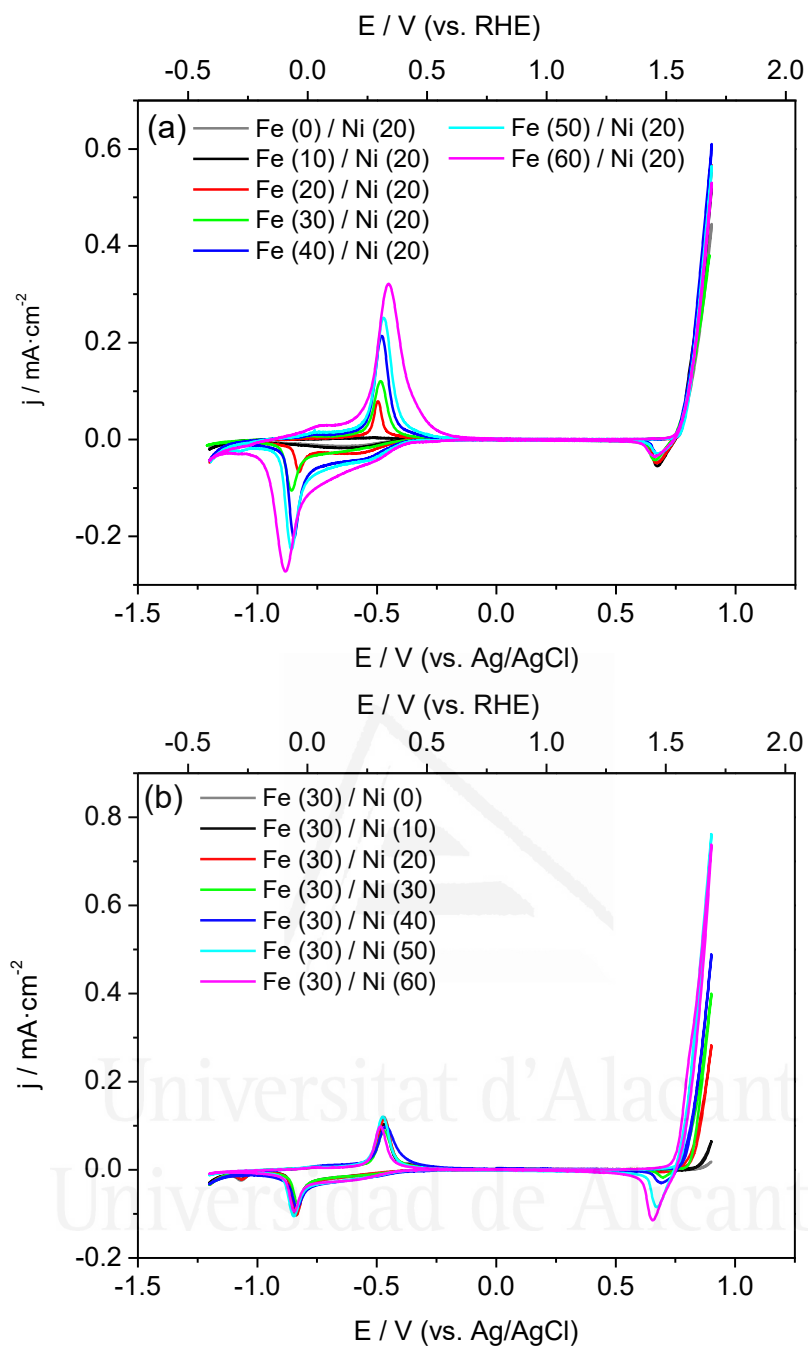 E / V (vs. RHE)
-0.5 0.0 0.5 1.0 1.5 2.0
(a)
Fe (0) / Ni (20)
Fe (10) / Ni (20)
Fe (20) / Ni (20)
Fe (30) / Ni (20)
Fe (40) / Ni (20)
Fe (50) / Ni (20)
Fe (60) / Ni (20)
0.6
0.4
0.2
0.0
-0.2
j / mA·cm-2
-1.5 -1.0 -0.5 0.0 0.5 1.0
E / V (vs. Ag/AgCl)
E / V (vs. RHE)
-0.5 0.0 0.5 1.0 1.5 2.0
(b)
Fe (30) / Ni (0)
Fe (30) / Ni (10)
Fe (30) / Ni (20)
Fe (30) / Ni (30)
Fe (30) / Ni (40)
Fe (30) / Ni (50)
Fe (30) / Ni (60)
0.8
0.6
0.4
0.2
0.0
-0.2
j / mA·cm-2
Universitat d'Alacant
Universidad de Alicante
-1.5 -1.0 -0.5 0.0 0.5 1.0
E / V (vs. Ag/AgCl)